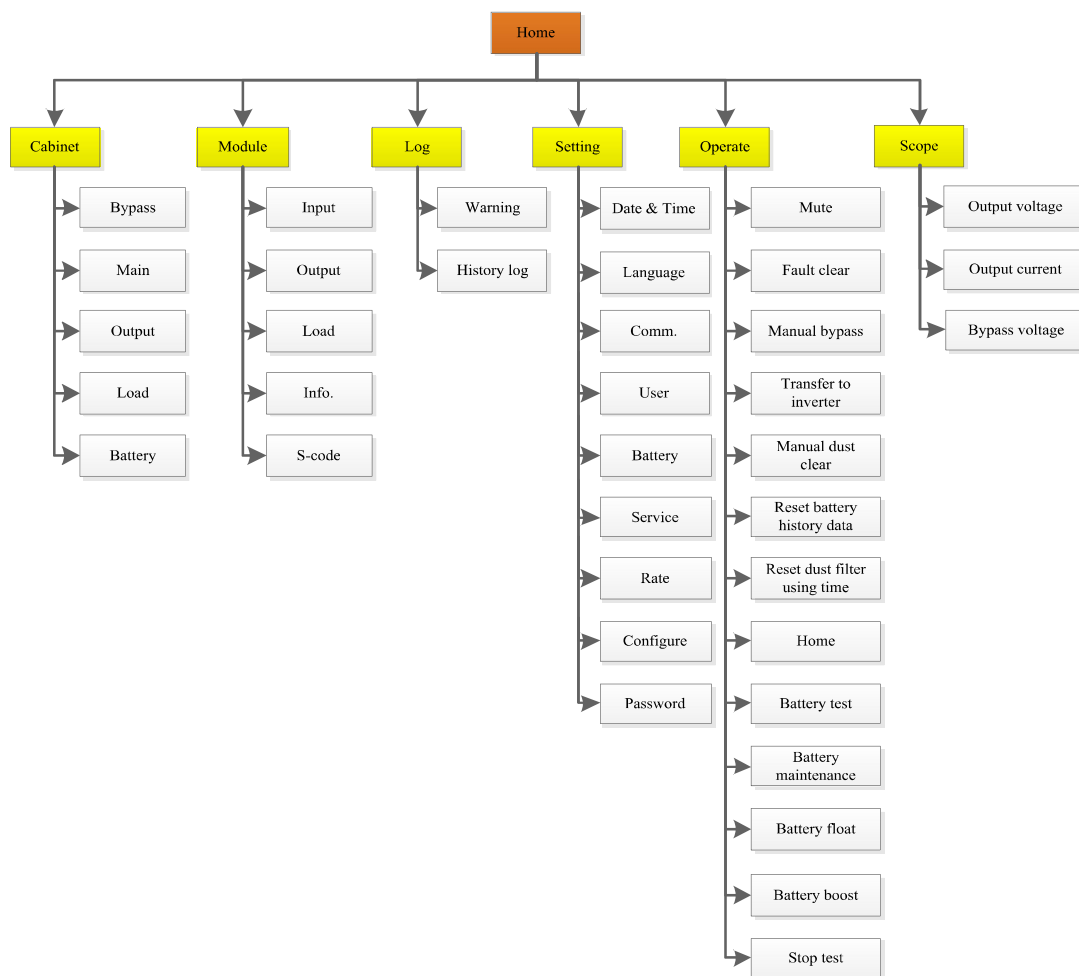 Home
Cabinet
Bypass
Main
Output
Load
Battery
Module
Input
Output
Load
Info.
S-code
Log
Warning
History log
Setting
Date & Time
Language
Comm.
User
Battery
Service
Rate
Configure
Password
Operate
Mute
Fault clear
Manual bypass
Transfer to
inverter
Manual dust
clear
Reset battery
history data
Reset dust filter
using time
Home
Battery test
Battery
maintenance
Battery float
Battery boost
Stop test
Scope
Output voltage
Output current
Bypass voltage